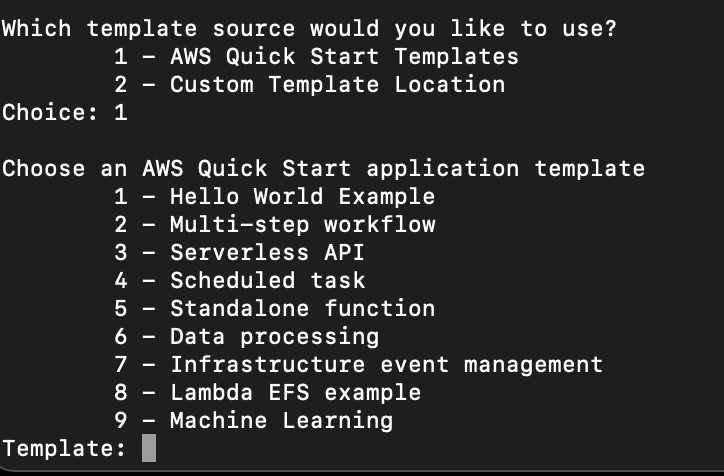 Which template source would you like to use?
1 - AWS Quick Start Templates
2 - Custom Template Location
Choice: 1
Choose an AWS Quick Start application template
1 - Hello World Example
2 - Multi-step workflow
3 - Serverless API
4 - Scheduled task
5 - Standalone function
6 - Data processing
7 - Infrastructure event management
8 - Lambda EFS example
9 - Machine Learning
Template: